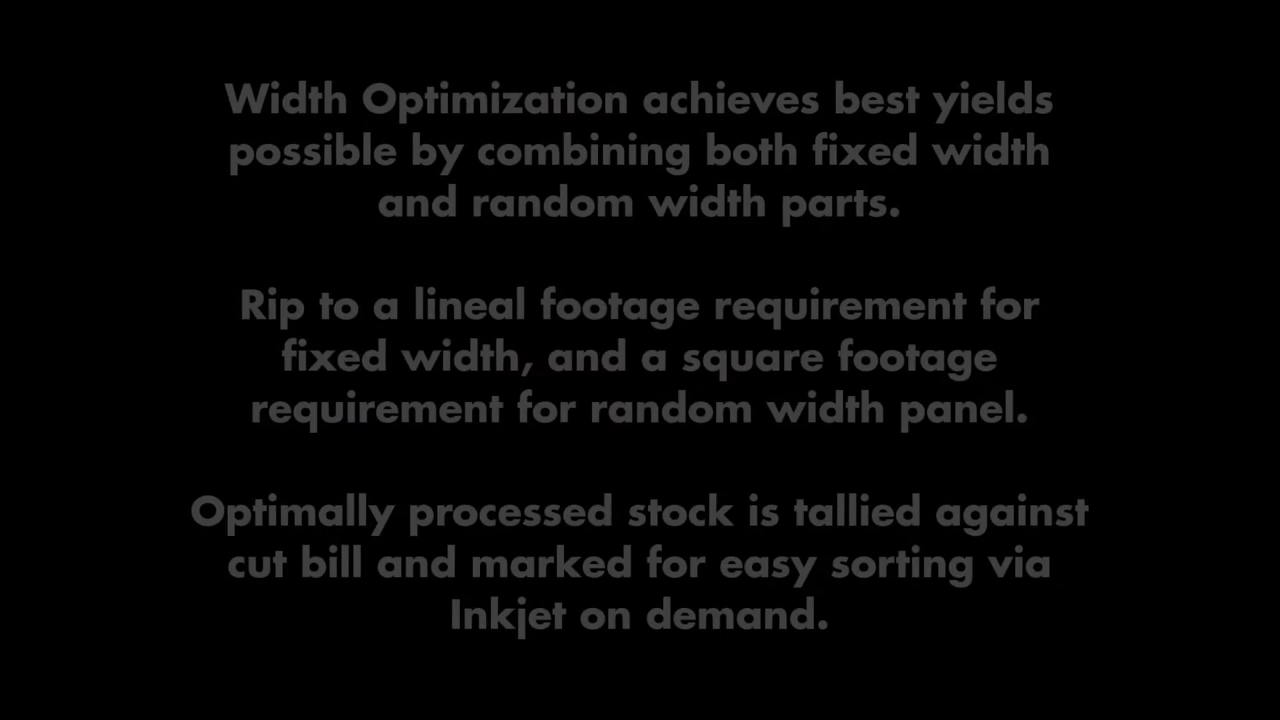 Width Optimization achieves best yields
possible by combining both fixed width
and random width parts.
Rip to a lineal footage requirement for
fixed width, and a square footage
requirement for random width panel.
Optimally processed stock is tallied against
cut bill and marked for easy sorting via
Inkjet on demand.